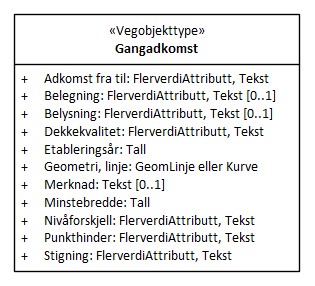 «Vegobjekttype»
Gangadkomst
+ Adkomst fra til: FlerverdiAttributt, Tekst
+ Belegning: FlerverdiAttributt, Tekst [0..1]
+ Belysning: FlerverdiAttributt, Tekst [0..1]
+ Dekkekvalitet: FlerverdiAttributt, Tekst
+ Etableringsår: Tall
+ Geometri, linje: GeomLinje eller Kurve
+ Merknad: Tekst [0..1]
+ Minstebredde: Tall
+ Nivåforskjell: FlerverdiAttributt, Tekst
+ Punkthinder: FlerverdiAttributt, Tekst
+ Stigning: FlerverdiAttributt, Tekst